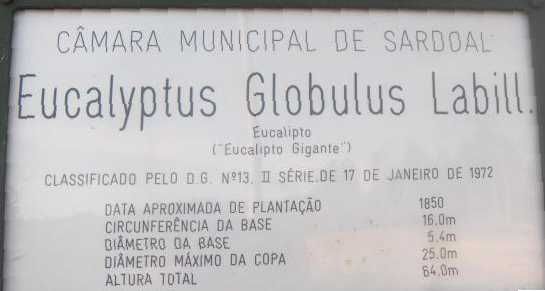 CÂMARA MUNICIPAL DE SARDOAL
Eucalyptus Globulus Labill.
Eucalipto
("Eucalipto Gigante")
CLASSIFICADO PELO D.G. Nº13, II SÉRIE,DE 17 DE JANEIRO DE 1972
DATA APROXIMADA DE PLANTAÇÃO 1850
CIRCUNFERÊNCIA DA BASE 16.0m
DIÂMETRO DA BASE 5.4m
DIÂMETRO MÁXIMO DA COPA 25.0m
ALTURA TOTAL 64.0m